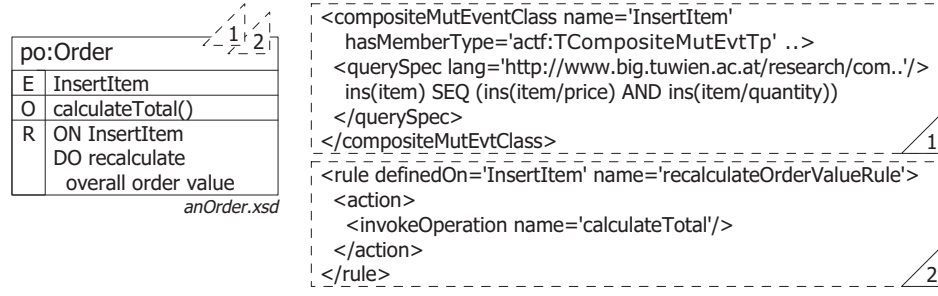 po:Order
1
2
E InsertItem
O calculateTotal()
R ON InsertItem
DO recalculate
overall order value
anOrder.xsd
<compositeMutEventClass name='InsertItem'
hasMemberType='actf:TCompositeMutEvtTp' ..>
<querySpec lang='http://www.big.tuwien.ac.at/research/com..'/>
ins(item) SEQ (ins(item/price) AND ins(item/quantity))
</querySpec>
</compositeMutEvtClass>
1
<rule definedOn='InsertItem' name='recalculateOrderValueRule'>
<action>
<invokeOperation name='calculateTotal'/>
</action>
</rule>
2